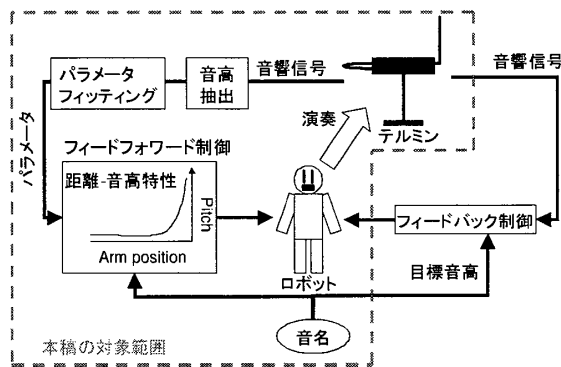 パラメータ
フィッティング
音高
抽出
音響信号
音響信号
演奏
テルミン
パラメータ
フィードフォワード制御
距離-音高特性
Pitch
Arm position
ロボット
フィードバック制御
目標音高
音名
本稿の対象範囲